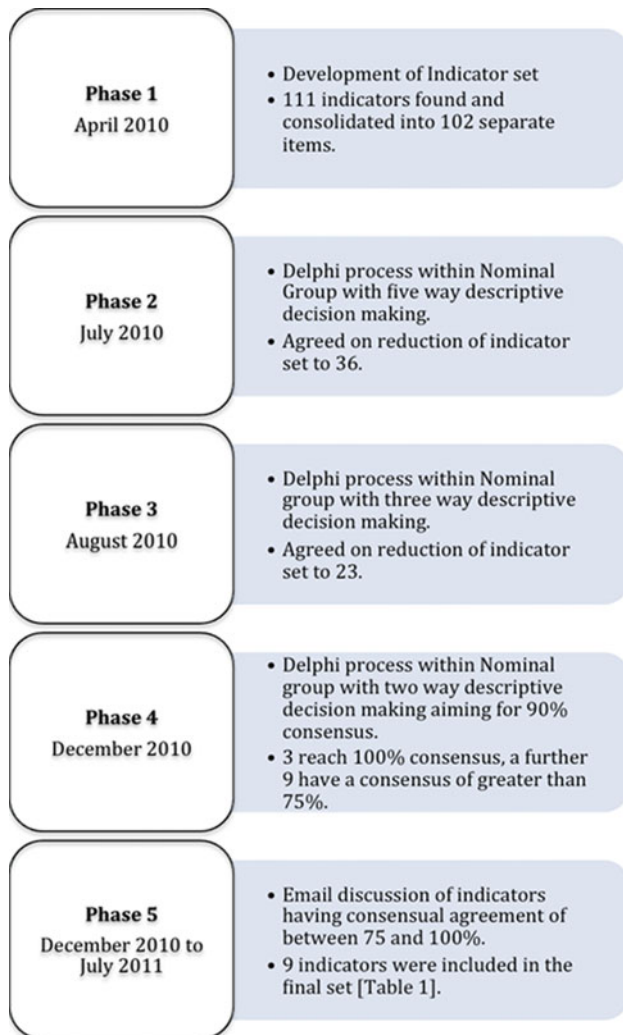 Phase 1
April 2010
• Development of Indicator set
• 111 indicators found and
consolidated into 102 separate
items.
Phase 2
July 2010
• Delphi process within Nominal
Group with five way descriptive
decision making.
• Agreed on reduction of indicator
set to 36.
Phase 3
August 2010
• Delphi process within Nominal
group with three way descriptive
decision making.
• Agreed on reduction of indicator
set to 23.
Phase 4
December 2010
• Delphi process within Nominal
group with two way descriptive
decision making aiming for 90%
consensus.
• 3 reach 100% consensus, a further
9 have a consensus of greater than
75%.
Phase 5
December 2010 to
July 2011
• Email discussion of indicators
having consensual agreement of
between 75 and 100%.
• 9 indicators were included in the
final set [Table 1].